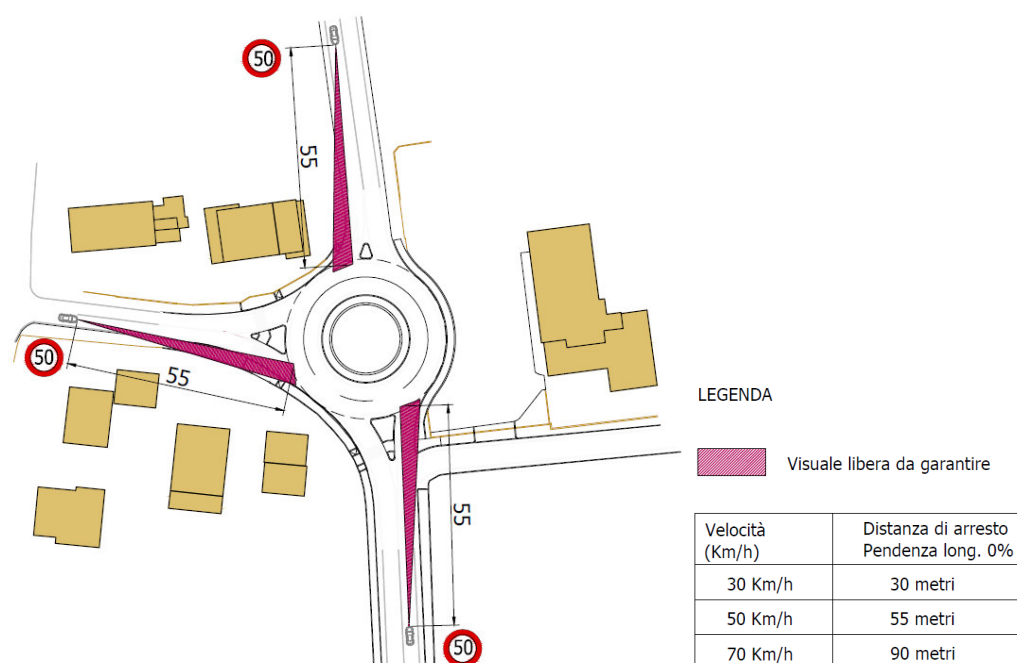 50
55
50
55
55
50
LEGENDA
Visuale libera da garantire
Velocità
(Km/h)
Distanza di arresto
Pendenza long. 0%
30 Km/h
30 metri
50 Km/h
55 metri
70 Km/h
90 metri